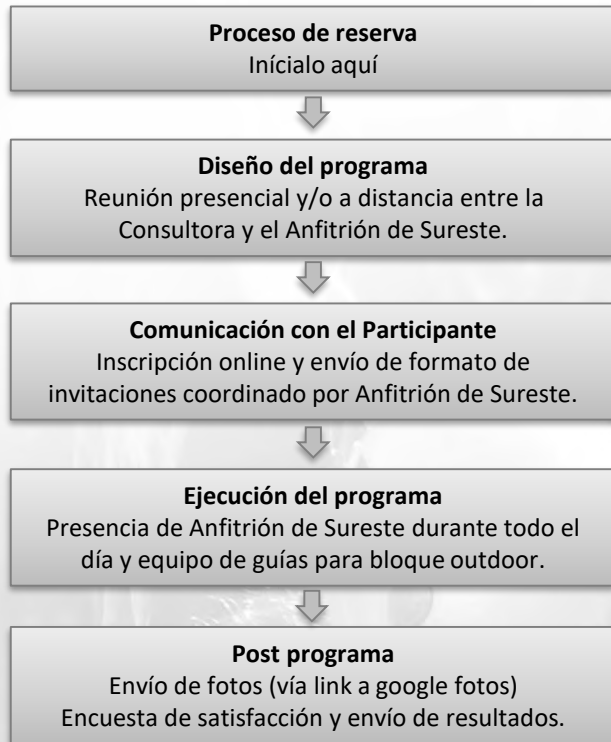 Proceso de reserva
Inícialo aquí
Diseño del programa
Reunión presencial y/o a distancia entre la
Consultora y el Anfitrión de Sureste.
Comunicación con el Participante
Inscripción online y envío de formato de
invitaciones coordinado por Anfitrión de Sureste.
Ejecución del programa
Presencia de Anfitrión de Sureste durante todo el
día y equipo de guías para bloque outdoor.
Post programa
Envío de fotos (vía link a google fotos)
Encuesta de satisfacción y envío de resultados.